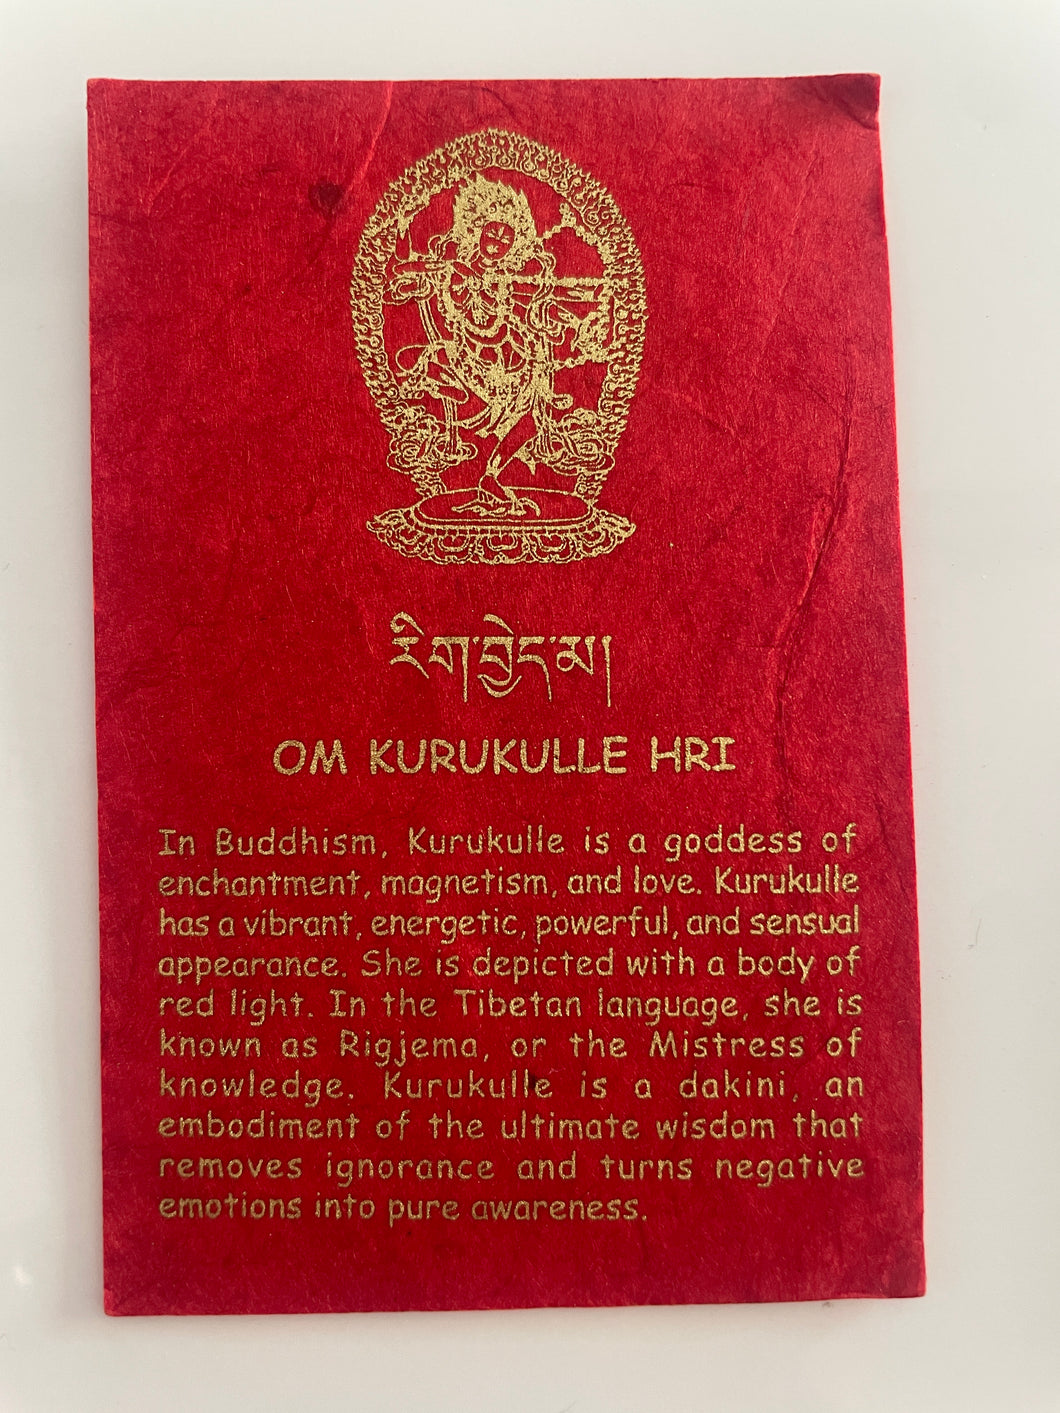 རིག་བྱེད་མ།
OM KURUKULLE HRI
In Buddhism, Kurukulle is a goddess of
enchantment, magnetism, and love. Kurukulle
has a vibrant, energetic, powerful, and sensual
appearance. She is depicted with a body of
red light. In the Tibetan language, she is
known as Rigjema, or the Mistress of
knowledge. Kurukulle is a dakini, an
embodiment of the ultimate wisdom that
removes ignorance and turns negative
emotions into pure awareness.